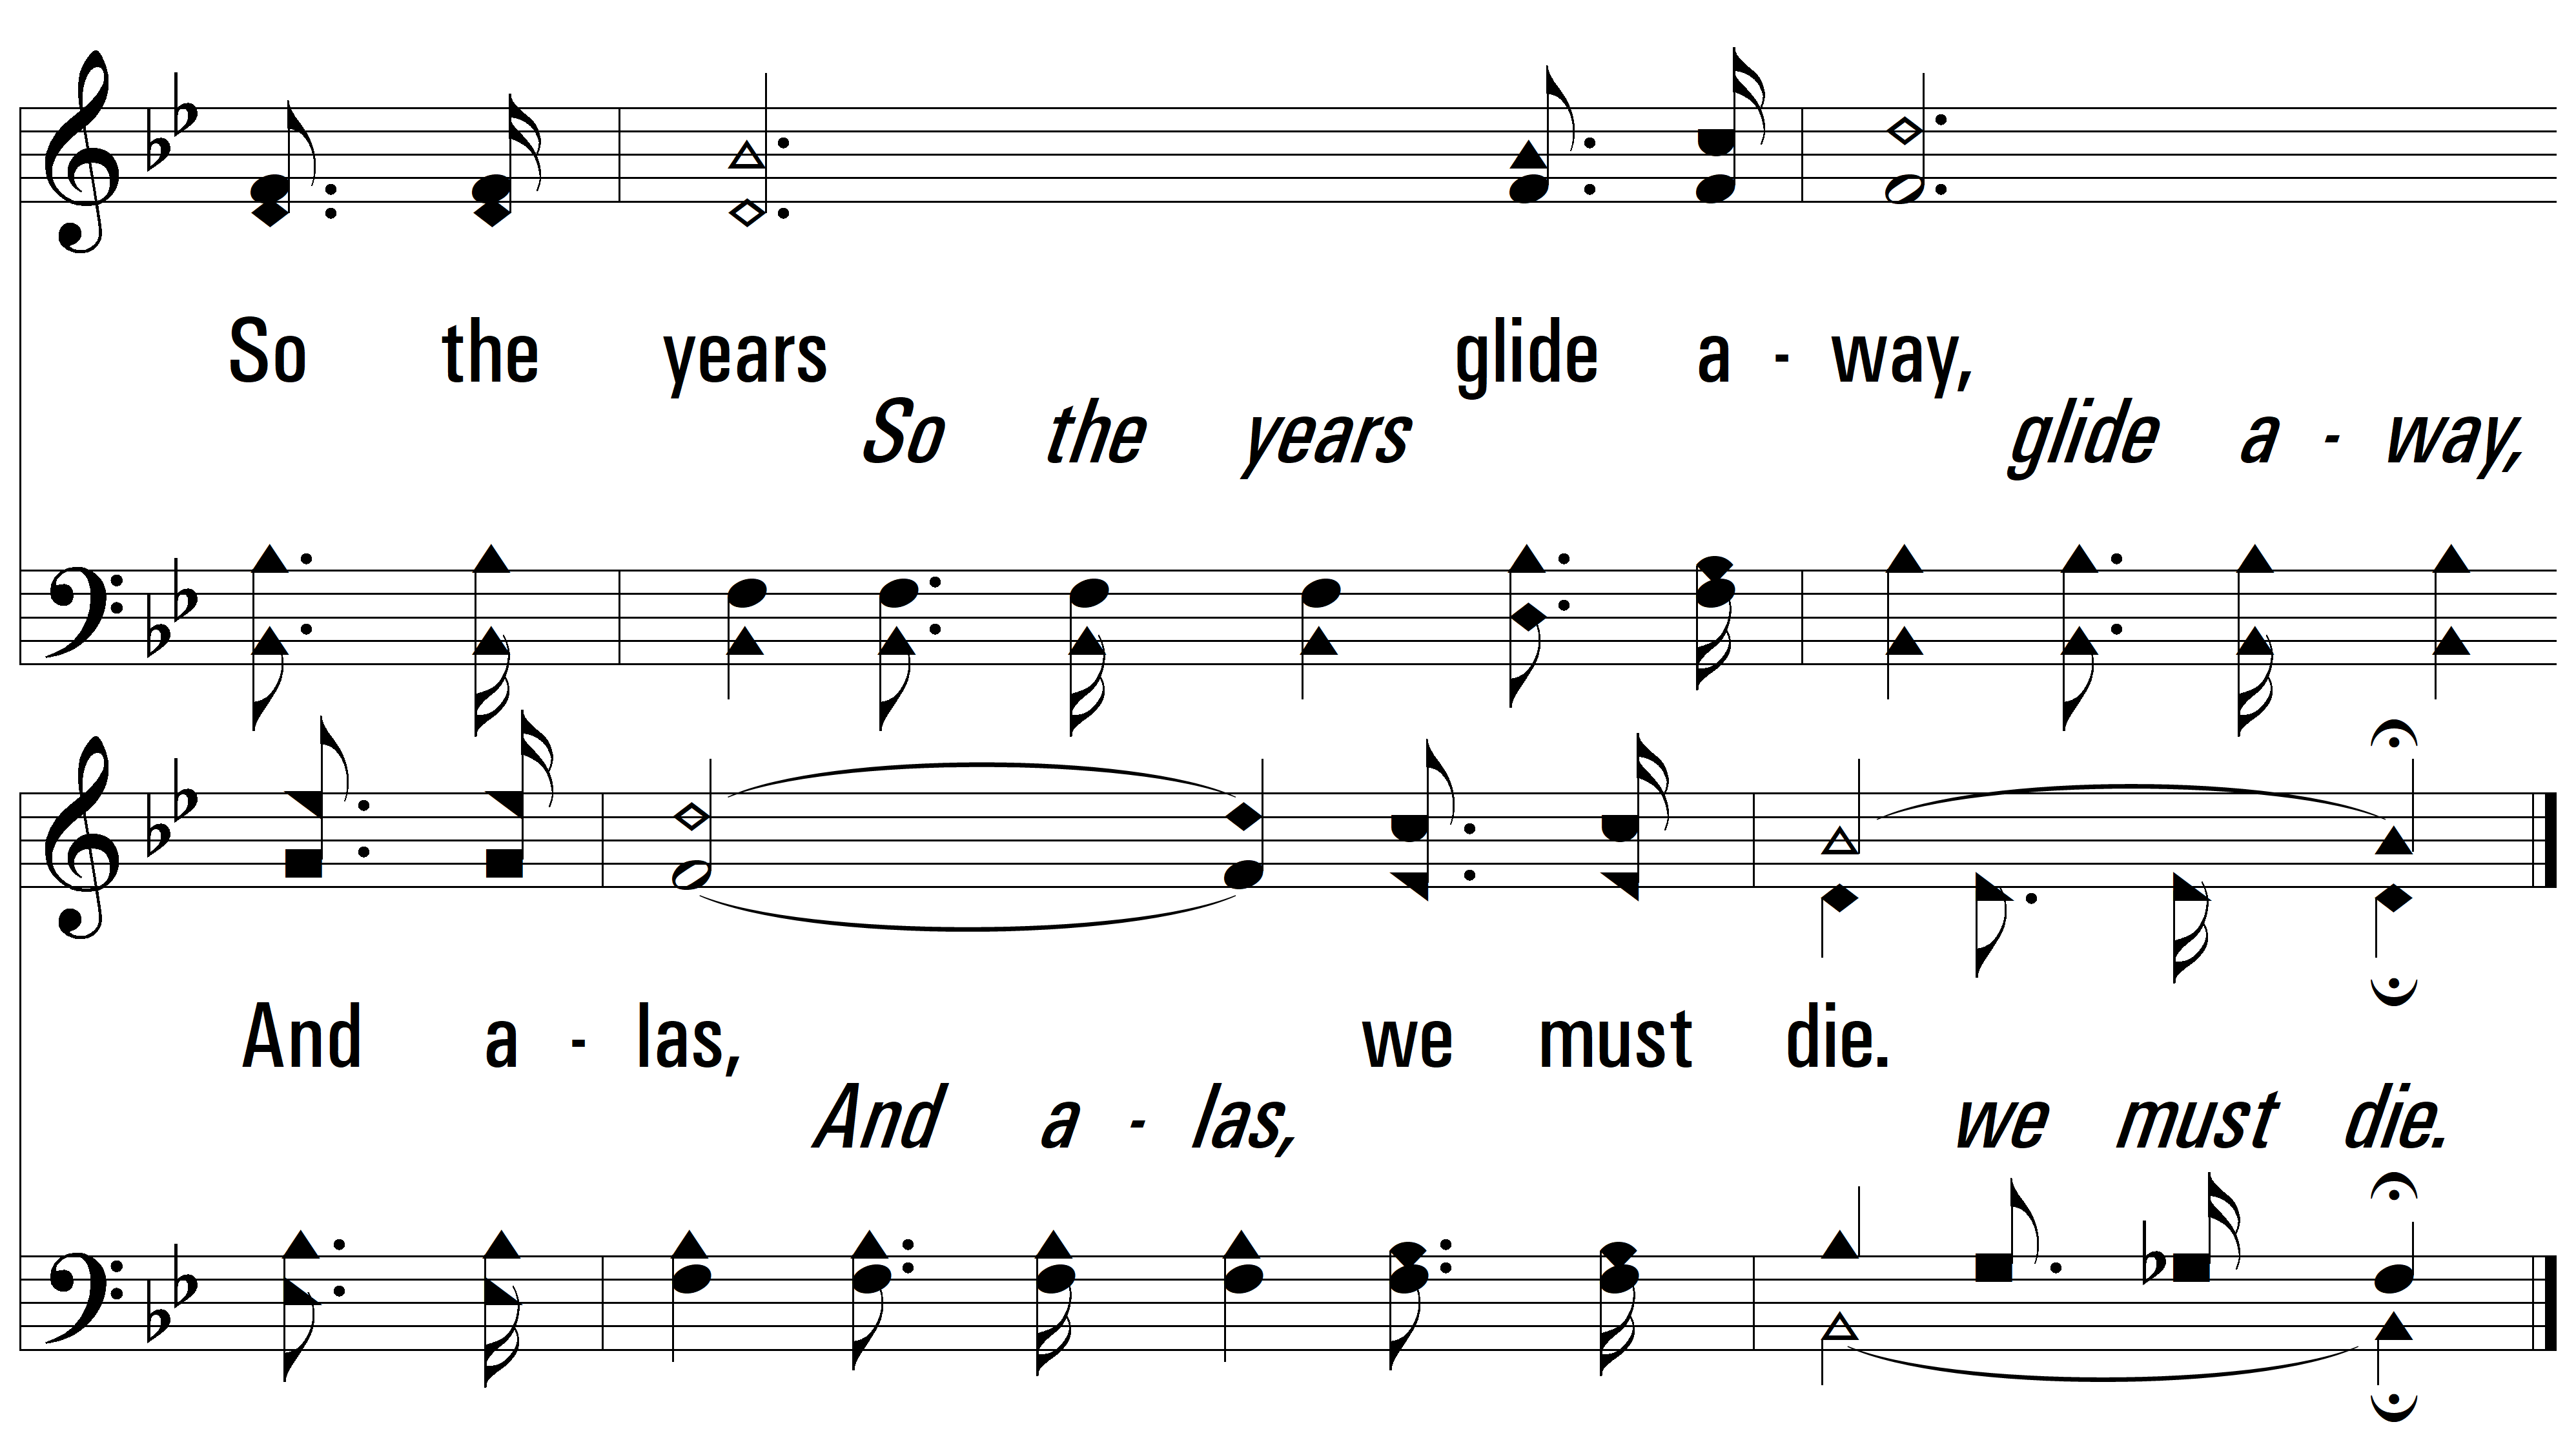 So the years glide a - way,
So the years glide a - way,
And a - las, we must die.
And a - las, we must die.